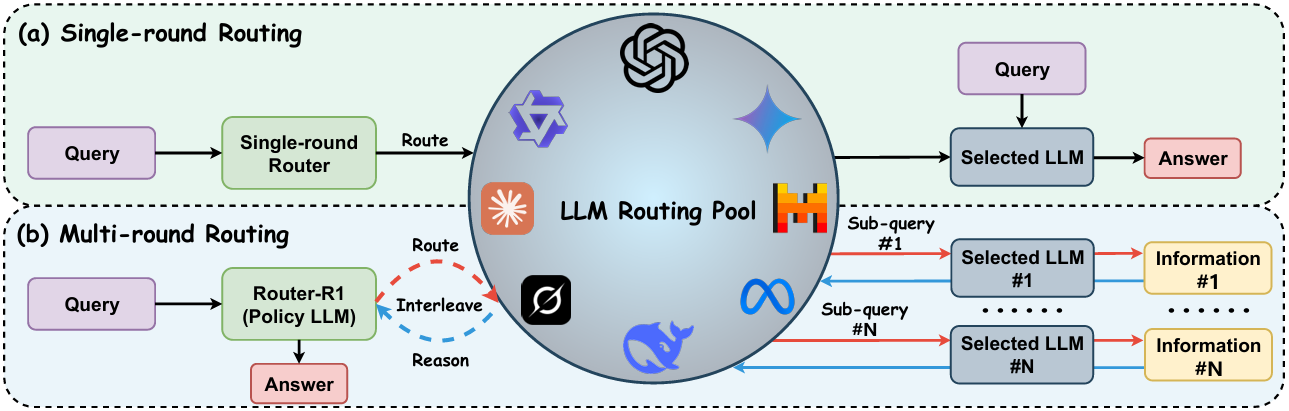 (a) Single-round Routing
Query
Single-round
Router
Route
LLM Routing Pool
Query
Selected LLM
Answer
(b) Multi-round Routing
Query
Router-R1
(Policy LLM)
Answer
Route
Interleave
Reason
Sub-query
#1
Selected LLM
#1
Information
#1
......
......
Sub-query
#N
Selected LLM
#N
Information
#N